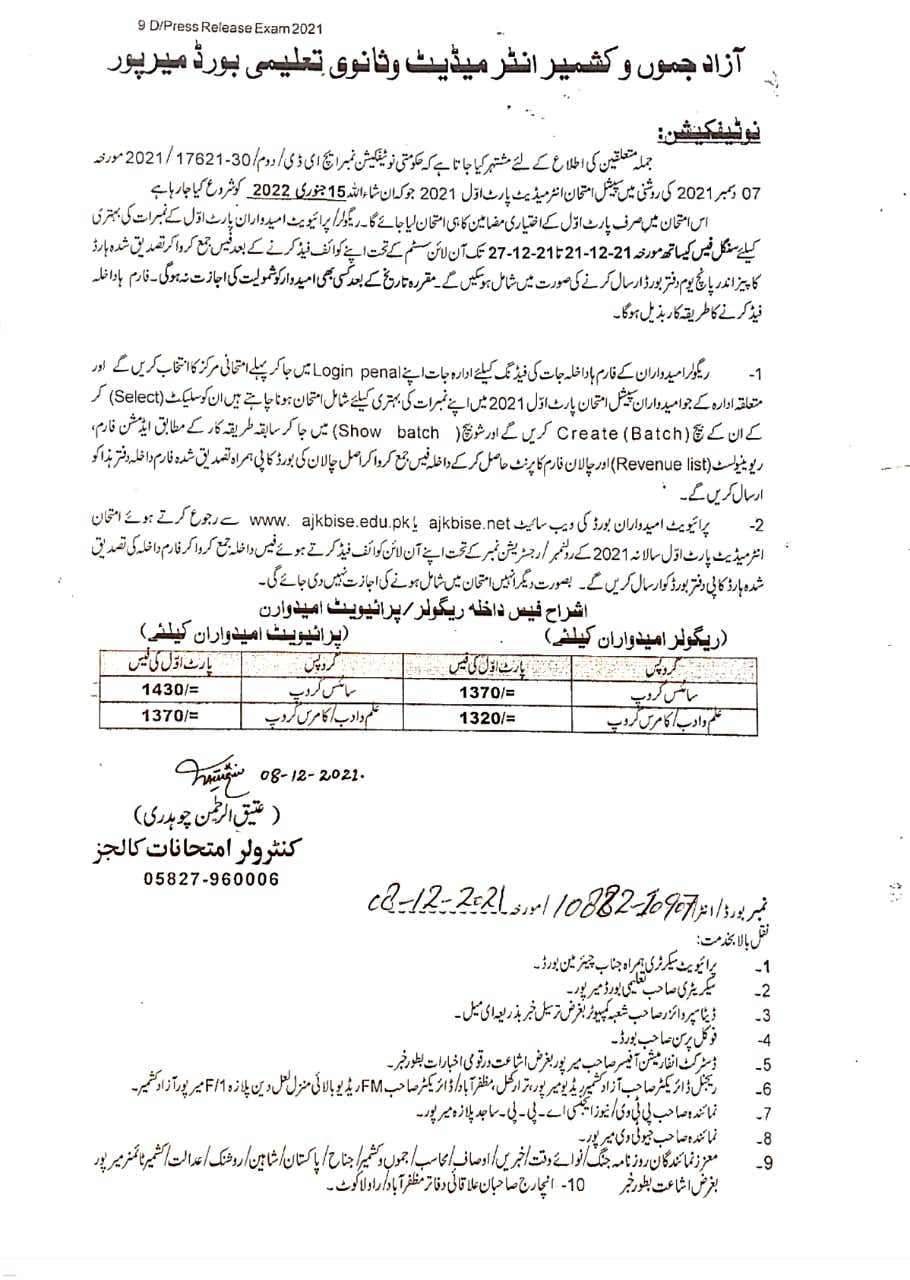 9 D/Press Release Exam 2021
آزاد جموں و کشمیر انٹر میڈیٹ و ثانوی تعلیمی بورڈ میرپور
نوٹیفکیشن:
جملہ متعلقین کی اطلاع کے لئے مشتہر کیا جاتا ہے کہ حکومتی نوٹیفکیشن نمبر ایچ ای ڈی / دوم / 30-17621 / 2021 مورخہ
07 دسمبر 2021 کی روشنی میں سپیشل امتحان انٹرمیڈیٹ پارٹ اوّل 2021 جو کہ ان شاء اللہ 15 جنوری 2022 کو شروع کیا جا رہا ہے
اس امتحان میں صرف پارٹ اوّل کے اختیاری مضامین کا ہی امتحان لیا جائے گا۔ ریگولر/ پرائیویٹ امیدواران پارٹ اوّل کے نمبرات کی بہتری
کیلئے سنگل فیس کیساتھ مورخہ 21-12-21 تا 27-12-21 تک آن لائن سسٹم کے تحت اپنے کوائف فیڈ کرنے کے بعد فیس جمع کروا کر تصدیق شدہ ہارڈ
کاپیز اندر پانچ یوم دفتر بورڈ ارسال کرنے کی صورت میں شامل ہو سکیں گے۔ مقررہ تاریخ کے بعد کسی بھی امیدوار کو شمولیت کی اجازت نہ ہوگی۔ فارم ہا داخلہ
فیڈ کرنے کا طریقہ کار بذیل ہوگا۔
1- ریگولر امیدواران کے فارم ہا داخلہ جات کی فیڈنگ کیلئے ادارہ جات اپنے Login penal میں جا کر پہلے امتحانی مرکز کا انتخاب کریں گے اور
متعلقہ ادارہ کے جو امیدواران سپیشل امتحان پارٹ اوّل 2021 میں اپنے نمبرات کی بہتری کیلئے شامل امتحان ہونا چاہتے ہیں ان کو سلیکٹ (Select) کر
کے ان کے بیچ (Batch) Create کریں گے اور شو بیچ (Show batch) میں جا کر سابقہ طریقہ کار کے مطابق ایڈمشن فارم،
ریوینیو لسٹ (Revenue list) اور چالان فارم کا پرنٹ حاصل کر کے داخلہ فیس جمع کروا کر اصل چالان کی بورڈ کاپی ہمراہ تصدیق شدہ فارم داخلہ دفتر ہذا کو
ارسال کریں گے۔
2- پرائیویٹ امیدواران بورڈ کی ویب سائیٹ ajkbise.net یا www. ajkbise.edu.pk سے رجوع کرتے ہوئے امتحان
انٹرمیڈیٹ پارٹ اوّل سالانہ 2021 کے رولنمبر / رجسٹریشن نمبر کے تحت اپنے آن لائن کوائف فیڈ کرتے ہوئے فیس داخلہ جمع کروا کر فارم داخلہ کی تصدیق
شدہ ہارڈ کاپی دفتر بورڈ کو ارسال کریں گے۔ بصورت دیگر انہیں امتحان میں شامل ہونے کی اجازت نہیں دی جائے گی۔
اشراح فیس داخلہ ریگولر/پرائیویٹ امیدوارن
(ریگولر امیدواران کیلئے) (پرائیویٹ امیدواران کیلئے)
گروپس پارٹ اوّل کی فیس گروپس پارٹ اوّل کی فیس
سائنس گروپ 1370/= سائنس گروپ 1430/=
علم و ادب/ کامرس گروپ 1320/= علم و ادب/ کامرس گروپ 1370/=
08-12-2021.
(عتیق الرحمٰن چوہدری)
کنٹرولر امتحانات کالجز
05827-960006
نمبر بورڈ/ انٹر/ 10882-10907 / مورخہ 08-12-2021
نقل بالا بخدمت:
1۔ پرائیویٹ سیکرٹری ہمراہ جناب چیئرمین بورڈ۔
2۔ سیکریٹری صاحب تعلیمی بورڈ میرپور۔
3۔ ڈیٹا سپروائزر صاحب شعبہ کمپیوٹر بغرض ترسیل خبر بذریعہ ای میل۔
4- فوکل پرسن صاحب بورڈ۔
5۔ ڈسٹرکٹ انفارمیشن آفیسر صاحب میرپور بغرض اشاعت در قومی اخبارات بطور خبر۔
6۔ ریجنل ڈائریکٹر صاحب آزاد کشمیر ریڈیو میرپور، تراڑکھل، مظفرآباد/ ڈائریکٹر صاحب FM ریڈیو بالائی منزل لعل دین پلازہ F/1 میرپور آزاد کشمیر۔
7۔ نمائندہ صاحب پی ٹی وی/ نیوز ایجنسی اے۔ پی۔ پی۔ ساجد پلازہ میرپور۔
8۔ نمائندہ صاحب جیو ٹی وی میرپور۔
9۔ معزز نمائندگان روزنامہ جنگ/ نوائے وقت/ خبریں/ اوصاف/ محاسب/ جموں و کشمیر/ جناح/ پاکستان/ شاہین/ روشنک/ عدالت/ کشمیر ٹائمنر میرپور
بغرض اشاعت بطور خبر 10- انچارج صاحبان علاقائی دفاتر مظفرآباد/ راولاکوٹ۔